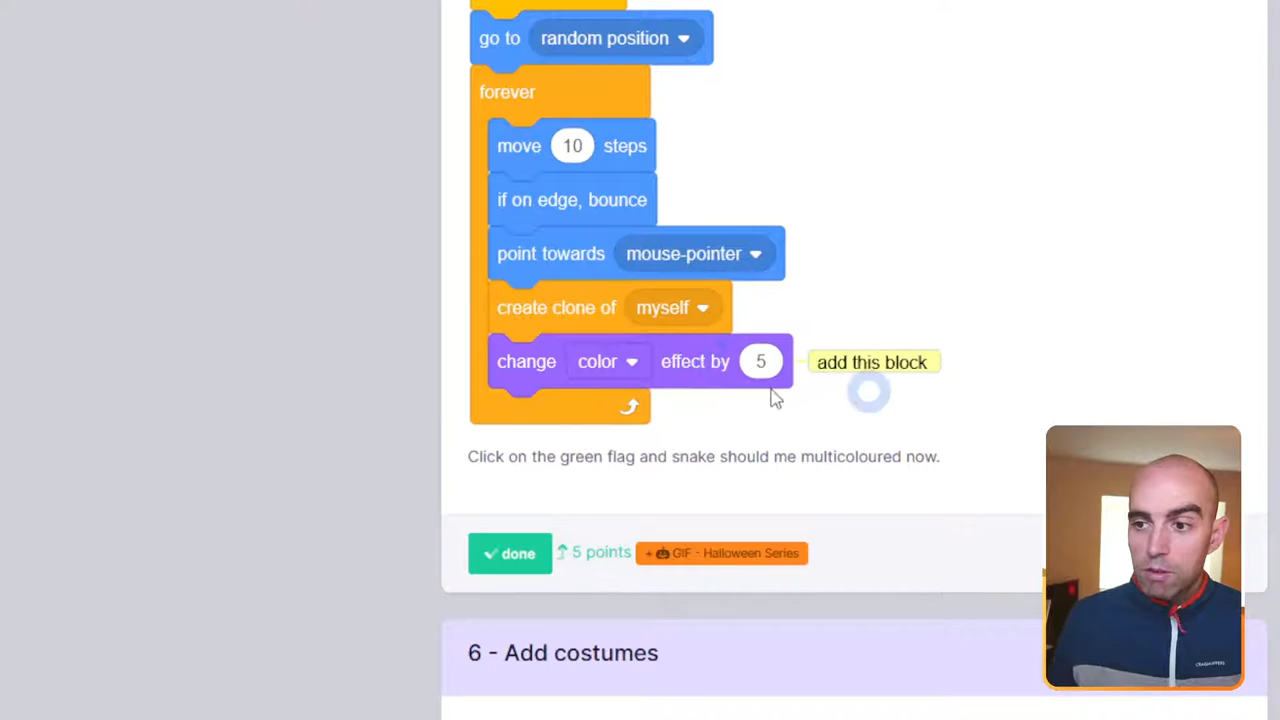 go to random position
forever
move 10 steps
if on edge, bounce
point towards mouse-pointer
create clone of myself
change color effect by 5 add this block
Click on the green flag and snake should me multicoloured now.
done 5 points + GIF - Halloween Series
6 - Add costumes